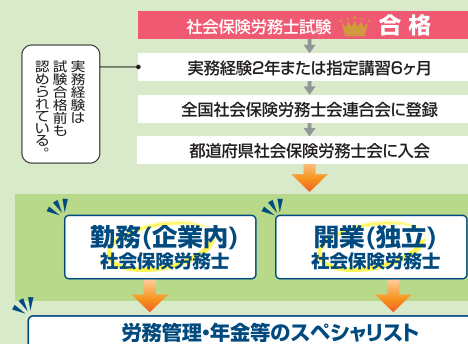 社会保険労務士試験 合格
実務経験は
試験合格前も
認められている。
実務経験2年または指定講習6ヶ月
全国社会保険労務士会連合会に登録
都道府県社会保険労務士会に入会
勤務(企業内)
社会保険労務士
開業(独立)
社会保険労務士
労務管理・年金等のスペシャリスト